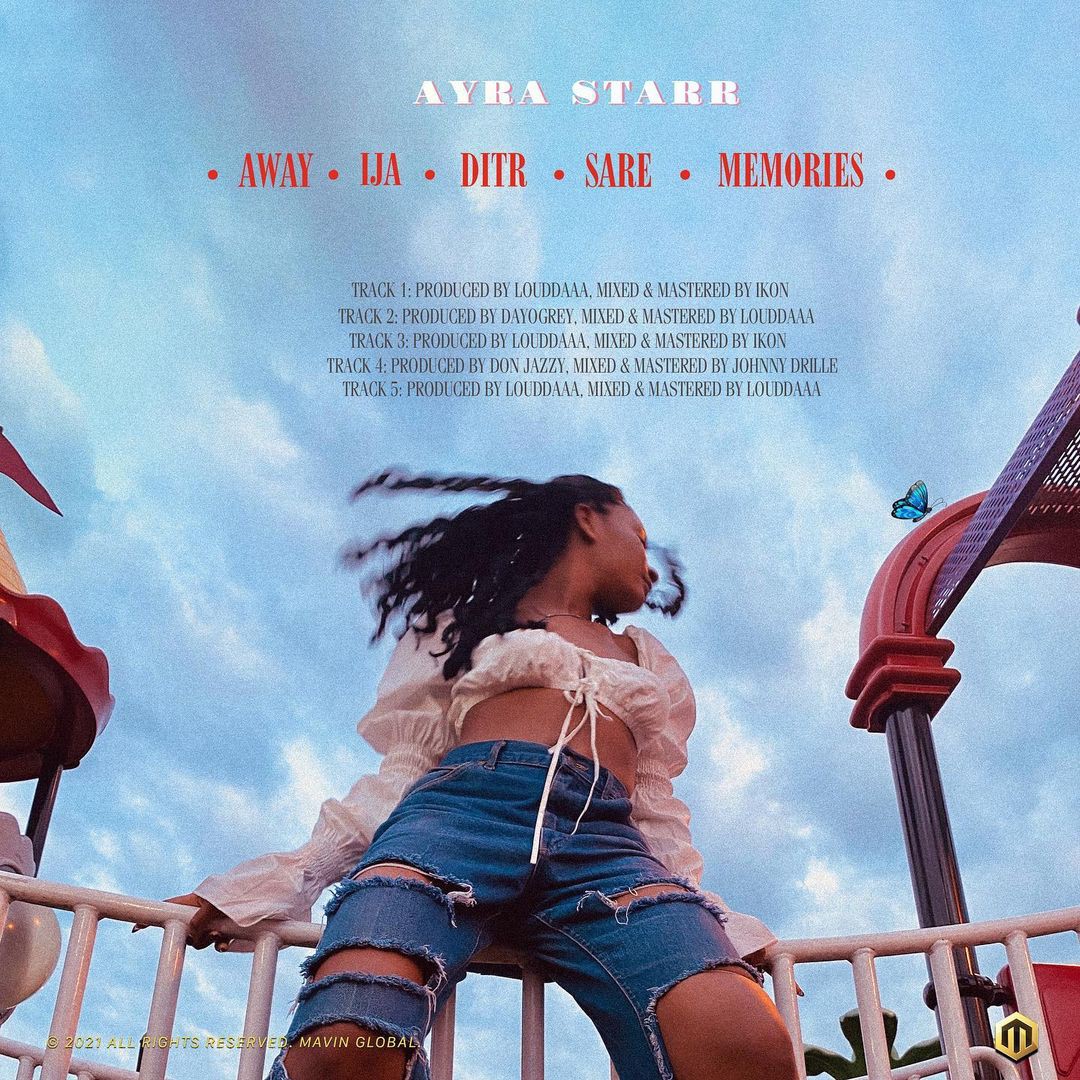 AYRA STARR
• AWAY • IJA • DITR • SARE • MEMORIES •
TRACK 1: PRODUCED BY LOUDDAAA, MIXED & MASTERED BY IKON
TRACK 2: PRODUCED BY DAYOGREY, MIXED & MASTERED BY LOUDDAAA
TRACK 3: PRODUCED BY LOUDDAAA, MIXED & MASTERED BY IKON
TRACK 4: PRODUCED BY DON JAZZY, MIXED & MASTERED BY JOHNNY DRILLE
TRACK 5: PRODUCED BY LOUDDAAA, MIXED & MASTERED BY LOUDDAAA
© 2021 ALL RIGHTS RESERVED. MAVIN GLOBAL.